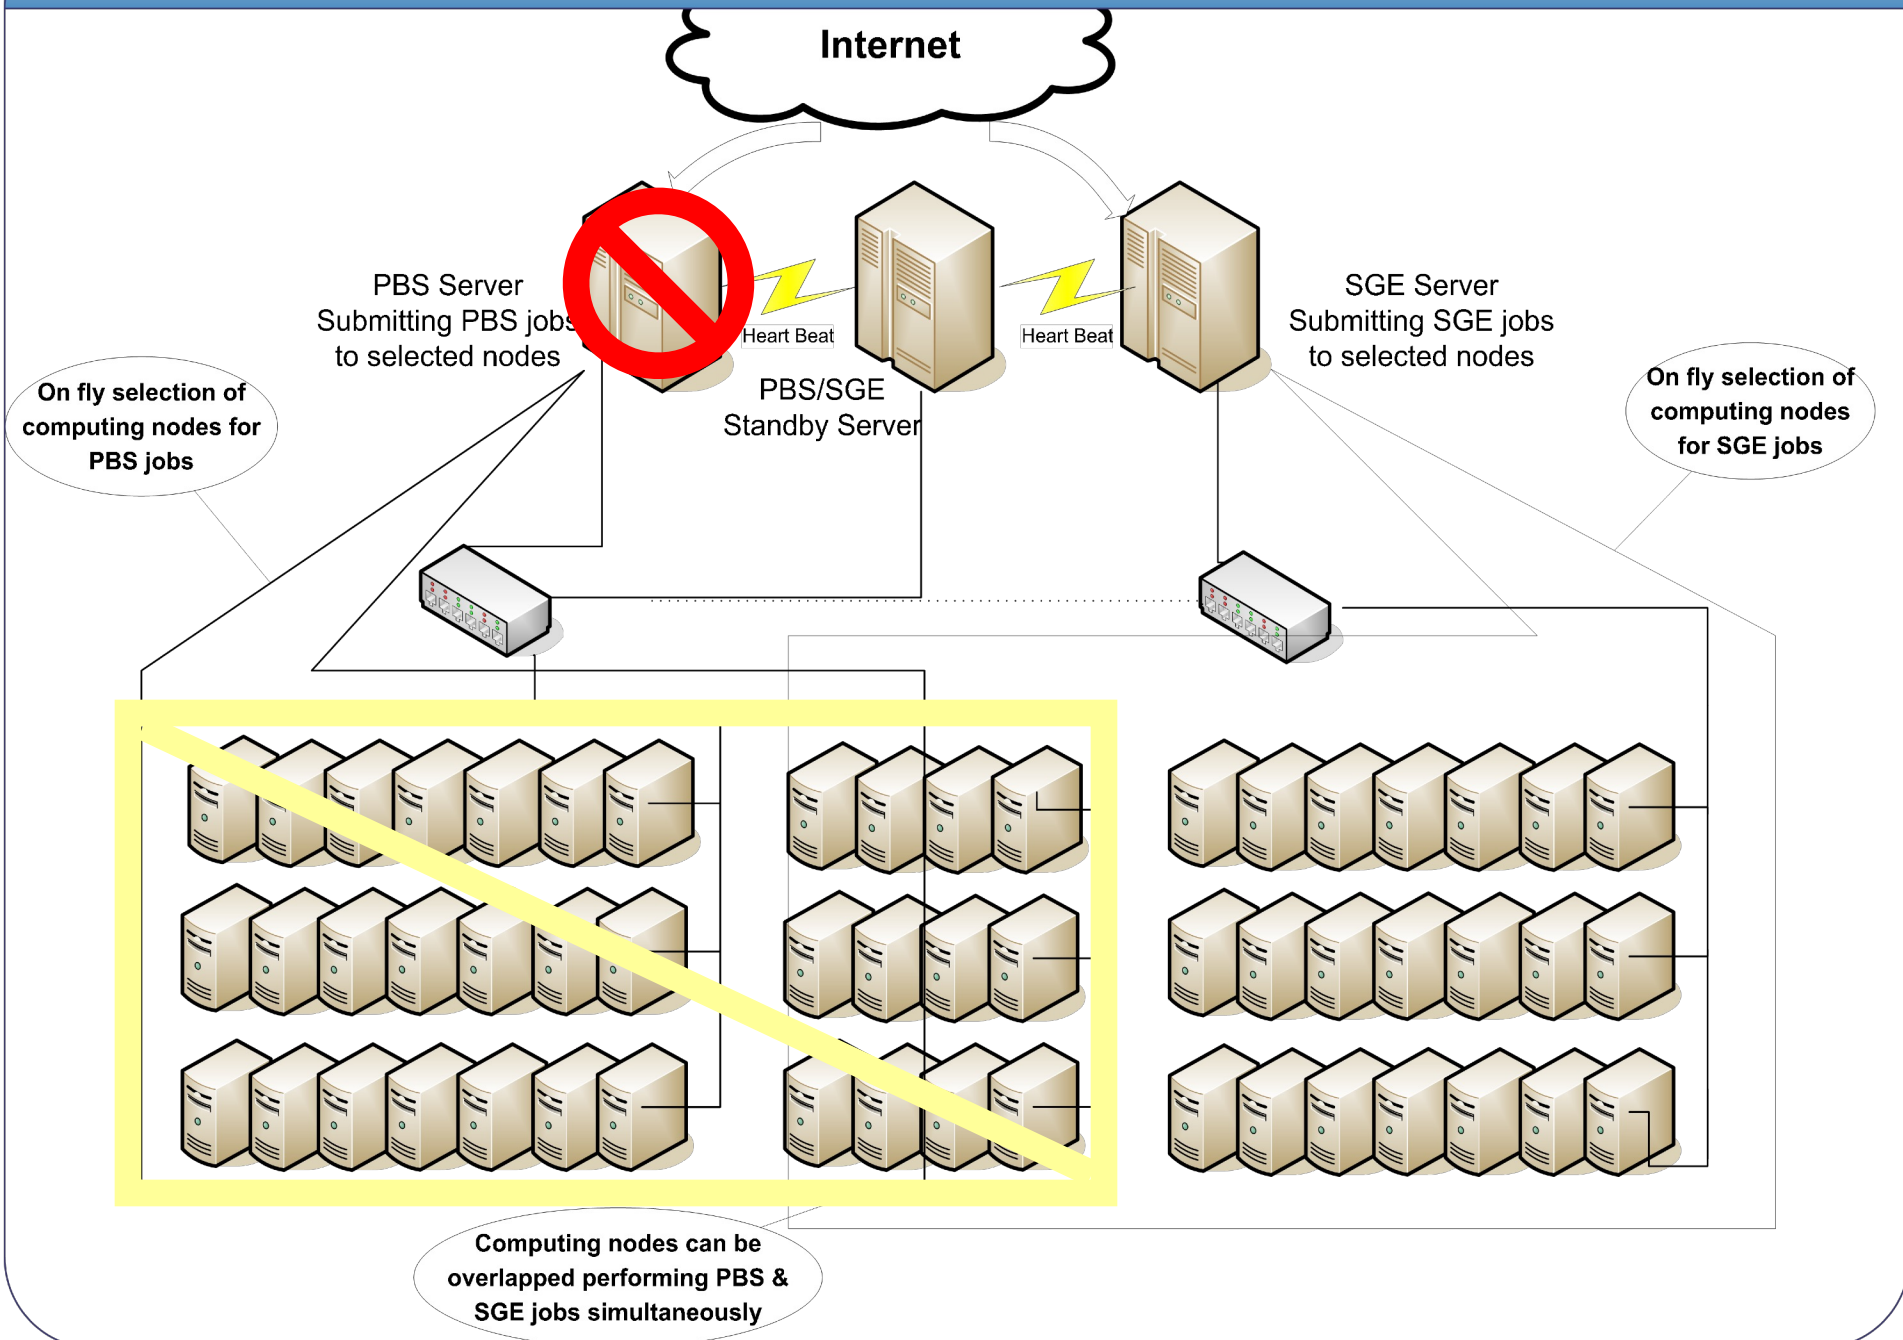 Internet
PBS Server
Submitting PBS jobs
to selected nodes
Heart Beat
Heart Beat
SGE Server
Submitting SGE jobs
to selected nodes
PBS/SGE
Standby Server
On fly selection of
computing nodes for
PBS jobs
On fly selection of
computing nodes
for SGE jobs
Computing nodes can be
overlapped performing PBS &
SGE jobs simultaneously